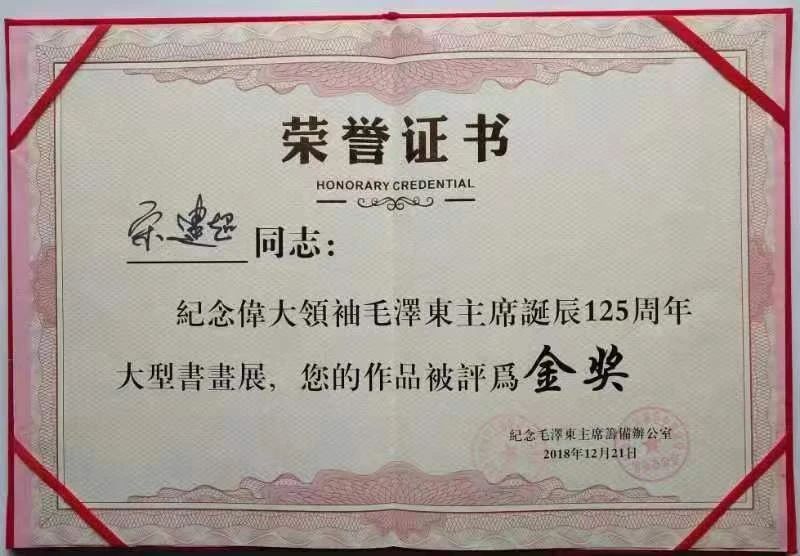 荣誉证书
HONORARY CREDENTIAL
宋建超 同志：
紀念偉大領袖毛澤東主席誕辰125周年
大型書畫展，您的作品被評爲金奖
紀念毛澤東主席籌備辦公室
2018年12月21日